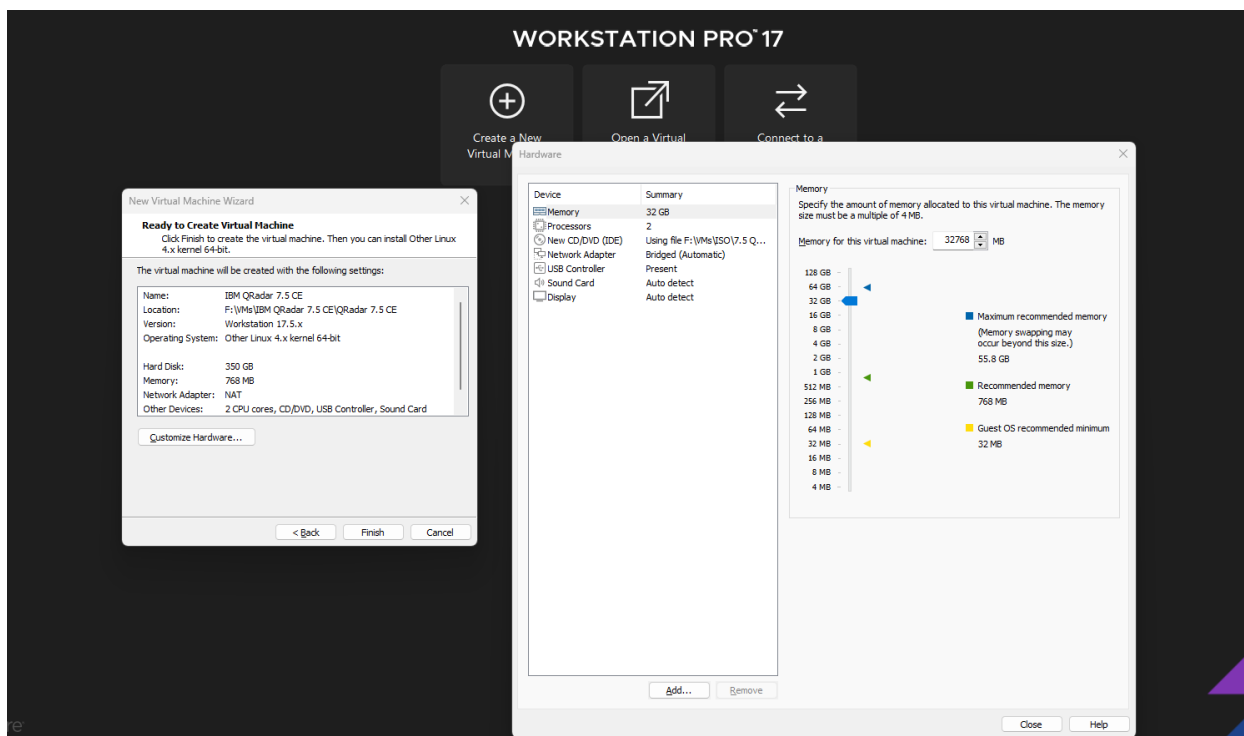 WORKSTATION PRO™ 17
Create a New
Virtual M
Open a Virtual
Connect to a
New Virtual Machine Wizard
Ready to Create Virtual Machine
Click Finish to create the virtual machine. Then you can install Other Linux
4.x kernel 64-bit.
The virtual machine will be created with the following settings:
Name: IBM QRadar 7.5 CE
Location: F:\VMs\IBM QRadar 7.5 CE\QRadar 7.5 CE
Version: Workstation 17.5.x
Operating System: Other Linux 4.x kernel 64-bit
Hard Disk: 350 GB
Memory: 768 MB
Network Adapter: NAT
Other Devices: 2 CPU cores, CD/DVD, USB Controller, Sound Card
Customize Hardware...
< Back Finish Cancel
Hardware
Device Summary
Memory 32 GB
Processors 2
New CD/DVD (IDE) Using file F:\VMs\ISO\7.5 Q...
Network Adapter Bridged (Automatic)
USB Controller Present
Sound Card Auto detect
Display Auto detect
Add... Remove
Memory
Specify the amount of memory allocated to this virtual machine. The memory
size must be a multiple of 4 MB.
Memory for this virtual machine: 32768 MB
128 GB
64 GB
32 GB
16 GB
8 GB
4 GB
2 GB
1 GB
512 MB
256 MB
128 MB
64 MB
32 MB
16 MB
8 MB
4 MB
Maximum recommended memory
(Memory swapping may
occur beyond this size.)
55.8 GB
Recommended memory
768 MB
Guest OS recommended minimum
32 MB
Close Help
re